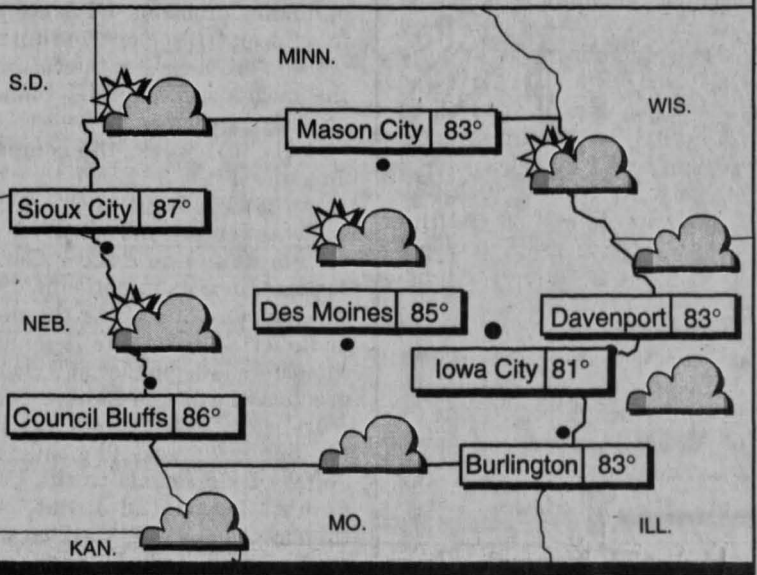 MINN.
S.D.
WIS.
Mason City 83°
Sioux City 87°
NEB.
Des Moines 85°
Davenport 83°
Iowa City 81°
Council Bluffs 86°
Burlington 83°
MO.
ILL.
KAN.